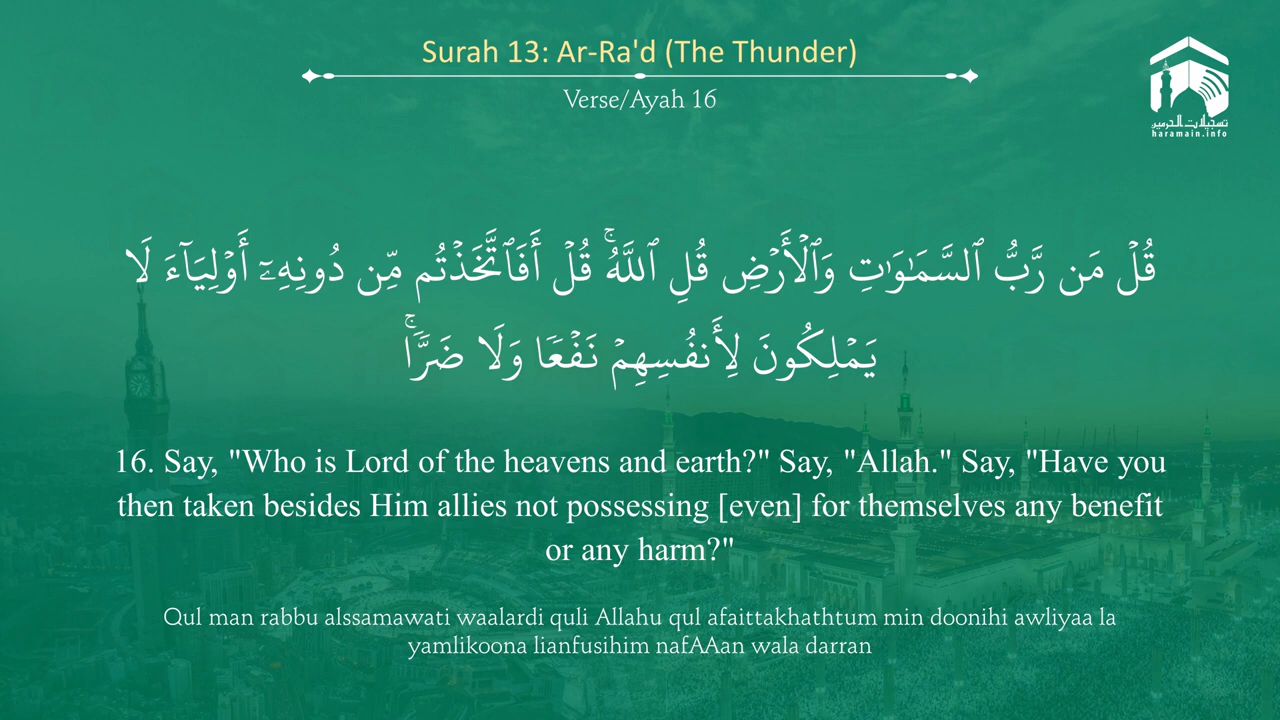 Surah 13: Ar-Ra'd (The Thunder)
Verse/Ayah 16
تسجيلات الحرمين
haramain.info
قُلۡ مَن رَّبُّ ٱلسَّمَٰوَٰتِ وَٱلۡأَرۡضِ قُلِ ٱللَّهُۚ قُلۡ أَفَٱتَّخَذۡتُم مِّن دُونِهِۦٓ أَوۡلِيَآءَ لَا
يَمۡلِكُونَ لِأَنفُسِهِمۡ نَفۡعٗا وَلَا ضَرّٗاۚ
16. Say, "Who is Lord of the heavens and earth?" Say, "Allah." Say, "Have you
then taken besides Him allies not possessing [even] for themselves any benefit
or any harm?"
Qul man rabbu alssamawati waalardi quli Allahu qul afaittakhathtum min doonihi awliyaa la
yamlikoona lianfusihim nafAAan wala darran